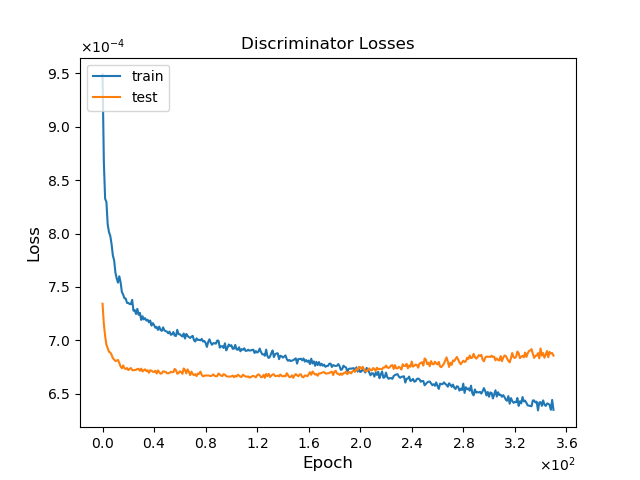 Discriminator Losses
×10⁻⁴
train
test
9.5
9.0
8.5
8.0
7.5
7.0
6.5
Loss
0.0 0.4 0.8 1.2 1.6 2.0 2.4 2.8 3.2 3.6
Epoch
×10²